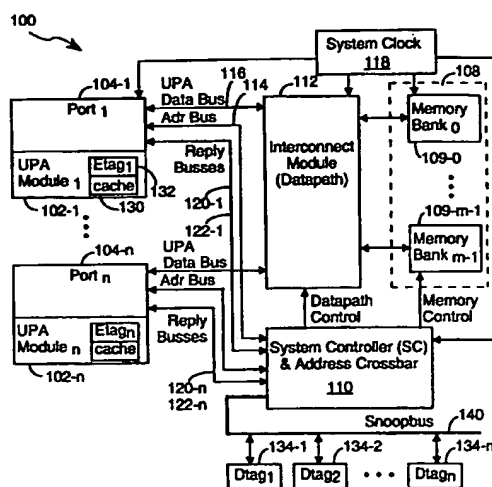 100
System Clock
118
104-1
UPA
116
114
112
108
Port 1
Data Bus
Adr Bus
Memory
Bank 0
109-0
Interconnect
Module
(Datapath)
Reply
Busses
UPA
Module 1
Etag1
cache
132
102-1
130
120-1
122-1
109-m-1
104-n
UPA
Data Bus
Adr Bus
Memory
Bank m-1
Port n
Datapath
Control
Memory
Control
UPA
Module n
Etag n
cache
Reply
Busses
System Controller (SC)
& Address Crossbar
110
102-n
120-n
122-n
Snoopbus
140
134-1
134-2
134-n
Dtag1
Dtag2
Dtag n